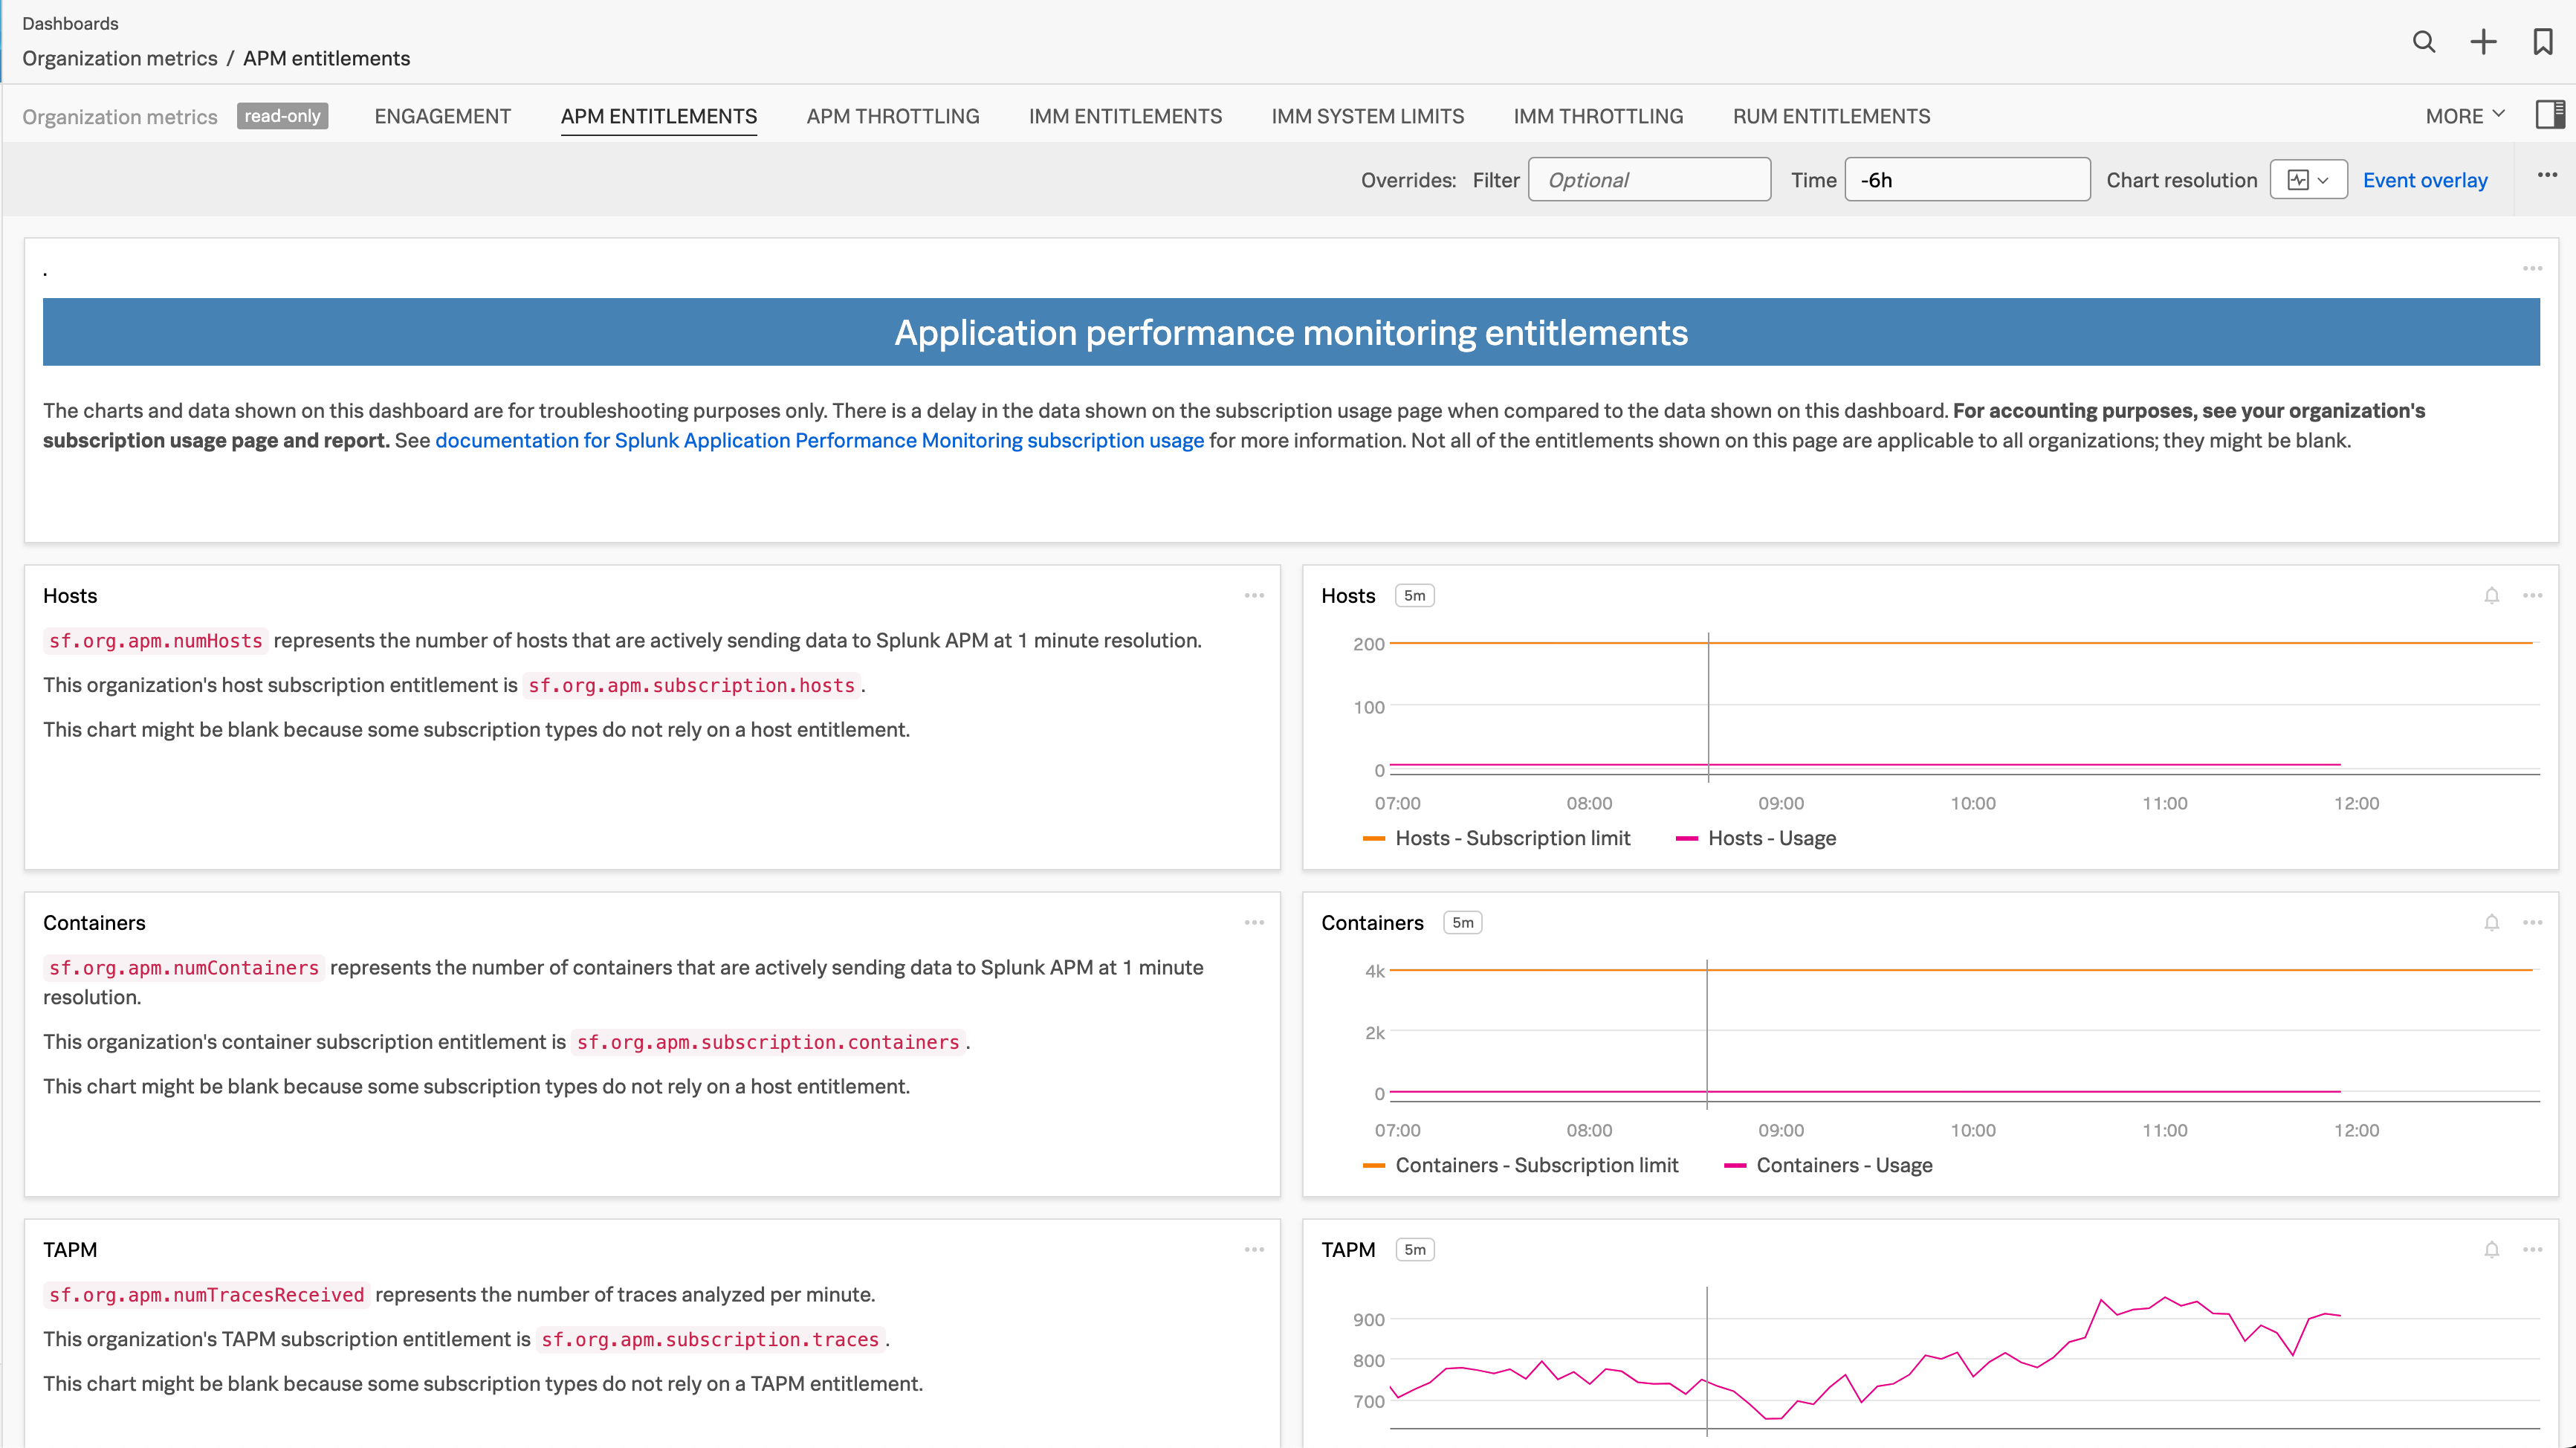 Dashboards
Organization metrics / APM entitlements
Organization metrics read-only ENGAGEMENT APM ENTITLEMENTS APM THROTTLING IMM ENTITLEMENTS IMM SYSTEM LIMITS IMM THROTTLING RUM ENTITLEMENTS MORE
Overrides: Filter Optional Time -6h Chart resolution Event overlay
.
Application performance monitoring entitlements
The charts and data shown on this dashboard are for troubleshooting purposes only. There is a delay in the data shown on the subscription usage page when compared to the data shown on this dashboard. For accounting purposes, see your organization's
subscription usage page and report. See documentation for Splunk Application Performance Monitoring subscription usage for more information. Not all of the entitlements shown on this page are applicable to all organizations; they might be blank.
Hosts
sf.org.apm.numHosts represents the number of hosts that are actively sending data to Splunk APM at 1 minute resolution.
This organization's host subscription entitlement is sf.org.apm.subscription.hosts.
This chart might be blank because some subscription types do not rely on a host entitlement.
Hosts 5m
200
100
0
07:00 08:00 09:00 10:00 11:00 12:00
Hosts - Subscription limit Hosts - Usage
Containers
sf.org.apm.numContainers represents the number of containers that are actively sending data to Splunk APM at 1 minute
resolution.
This organization's container subscription entitlement is sf.org.apm.subscription.containers.
This chart might be blank because some subscription types do not rely on a host entitlement.
Containers 5m
4k
2k
0
07:00 08:00 09:00 10:00 11:00 12:00
Containers - Subscription limit Containers - Usage
TAPM
sf.org.apm.numTracesReceived represents the number of traces analyzed per minute.
This organization's TAPM subscription entitlement is sf.org.apm.subscription.traces.
This chart might be blank because some subscription types do not rely on a TAPM entitlement.
TAPM 5m
900
800
700